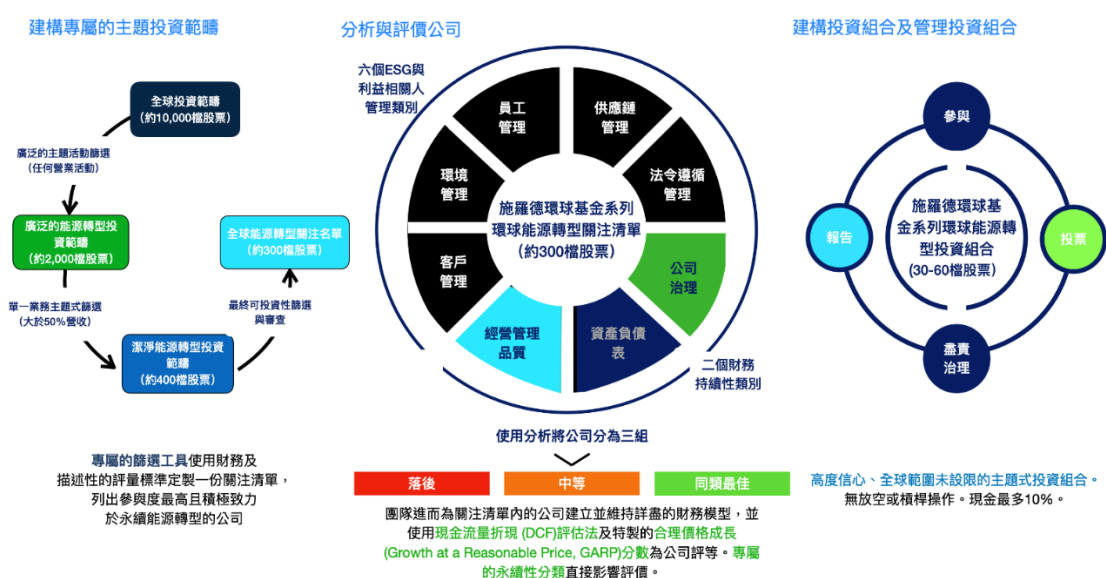 建構專屬的主題投資範疇
全球投資範疇
(約10,000檔股票)
廣泛的主題活動篩選
(任何營業活動)
廣泛的能源轉型投
資範疇
(約2,000檔股票)
單一業務主題式篩選
(大於50%營收)
潔淨能源轉型投資
範疇
(約400檔股票)
最終可投資性篩選
與審查
全球能源轉型關注名單
(約300檔股票)
專屬的篩選工具使用財務及
描述性的評量標準定製一份關注清單，
列出參與度最高且積極致力
於永續能源轉型的公司
分析與評價公司
六個ESG與
利益相關人
管理類別
員工
管理
供應鏈
管理
環境
管理
法令遵循
管理
客戶
管理
公司
治理
經營管理
品質
資產負債
表
施羅德環球基金系列
環球能源轉型關注清單
(約300檔股票)
二個財務
持續性類別
使用分析將公司分為三組
落後
中等
同類最佳
團隊進而為關注清單內的公司建立並維持詳盡的財務模型，並
使用現金流量折現 (DCF)評估法及特製的合理價格成長
(Growth at a Reasonable Price, GARP)分數為公司評等。專屬
的永續性分類直接影響評價。
建構投資組合及管理投資組合
參與
報告
投票
盡責
治理
施羅德環球基
金系列環球能源轉
型投資組合
(30-60檔股票)
高度信心、全球範圍未設限的主題式投資組合。
無放空或槓桿操作。現金最多10%。